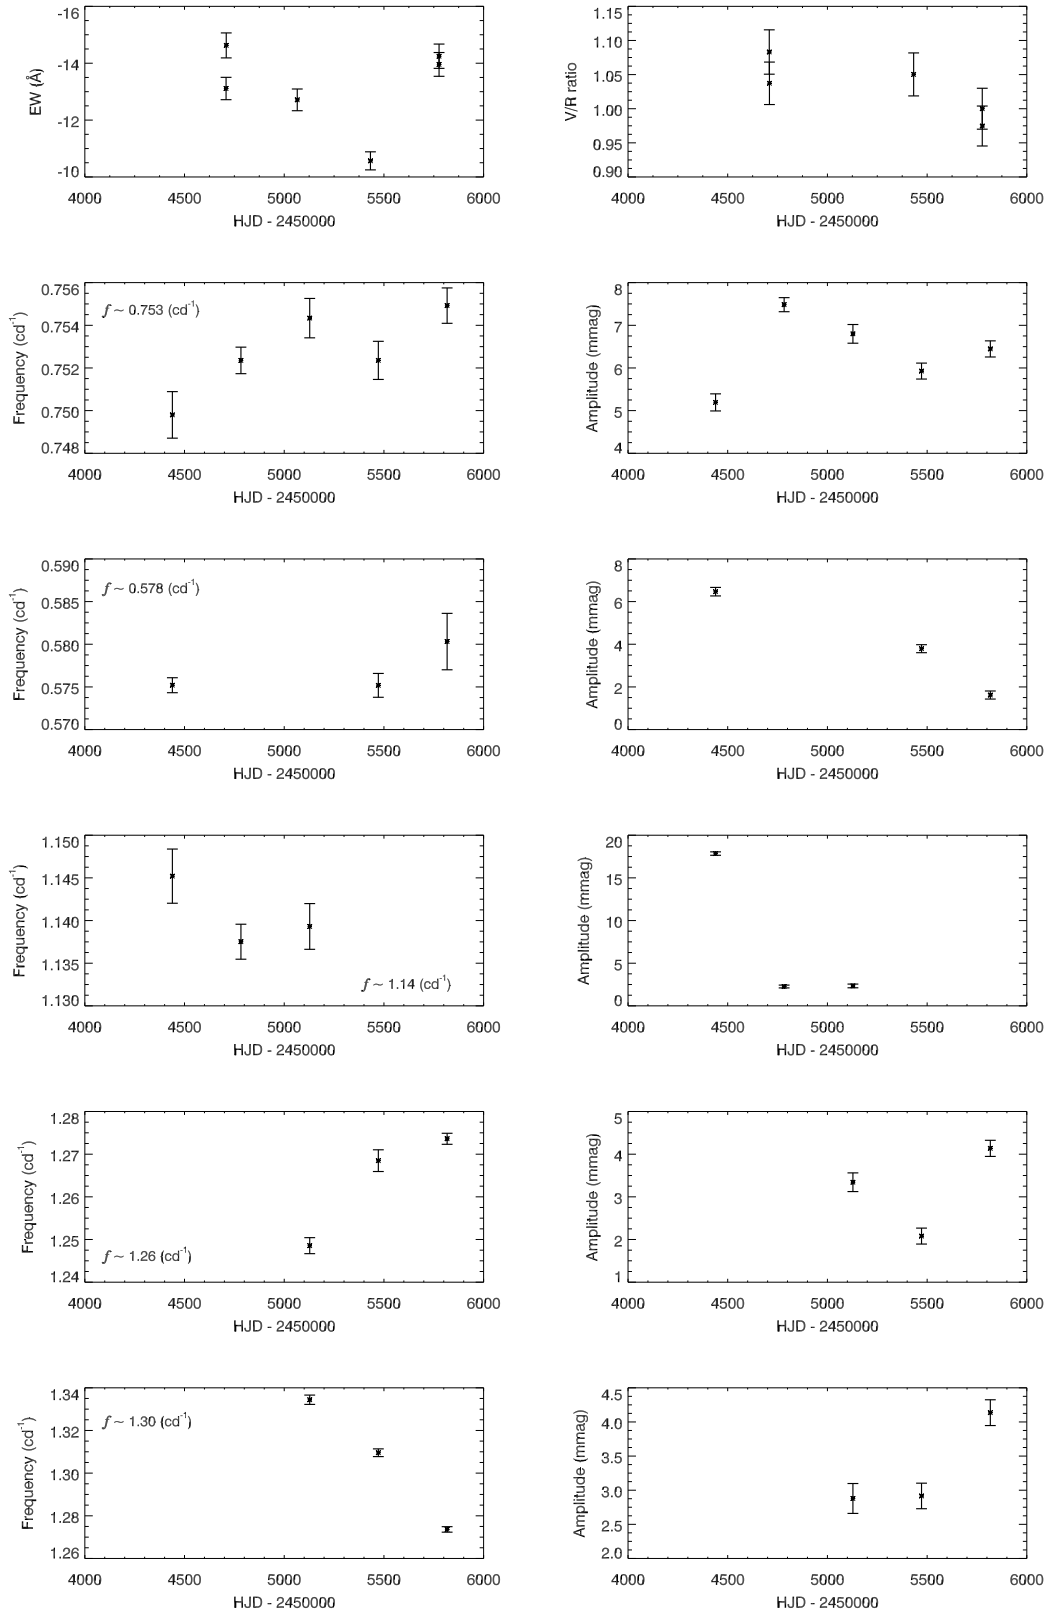 -16
-14
-12
-10
EW (Å)
4000 4500 5000 5500 6000
HJD - 2450000
1.15
1.10
1.05
1.00
0.95
0.90
V/R ratio
4000 4500 5000 5500 6000
HJD - 2450000
0.756
0.754
0.752
0.750
0.748
Frequency (cd⁻¹)
f ~ 0.753 (cd⁻¹)
4000 4500 5000 5500 6000
HJD - 2450000
8
7
6
5
4
Amplitude (mmag)
4000 4500 5000 5500 6000
HJD - 2450000
0.590
0.585
0.580
0.575
0.570
Frequency (cd⁻¹)
f ~ 0.578 (cd⁻¹)
4000 4500 5000 5500 6000
HJD - 2450000
8
6
4
2
0
Amplitude (mmag)
4000 4500 5000 5500 6000
HJD - 2450000
1.150
1.145
1.140
1.135
1.130
Frequency (cd⁻¹)
f ~ 1.14 (cd⁻¹)
4000 4500 5000 5500 6000
HJD - 2450000
20
15
10
5
0
Amplitude (mmag)
4000 4500 5000 5500 6000
HJD - 2450000
1.28
1.27
1.26
1.25
1.24
Frequency (cd⁻¹)
f ~ 1.26 (cd⁻¹)
4000 4500 5000 5500 6000
HJD - 2450000
5
4
3
2
1
Amplitude (mmag)
4000 4500 5000 5500 6000
HJD - 2450000
1.34
1.32
1.30
1.28
1.26
Frequency (cd⁻¹)
f ~ 1.30 (cd⁻¹)
4000 4500 5000 5500 6000
HJD - 2450000
4.5
4.0
3.5
3.0
2.5
2.0
Amplitude (mmag)
4000 4500 5000 5500 6000
HJD - 2450000